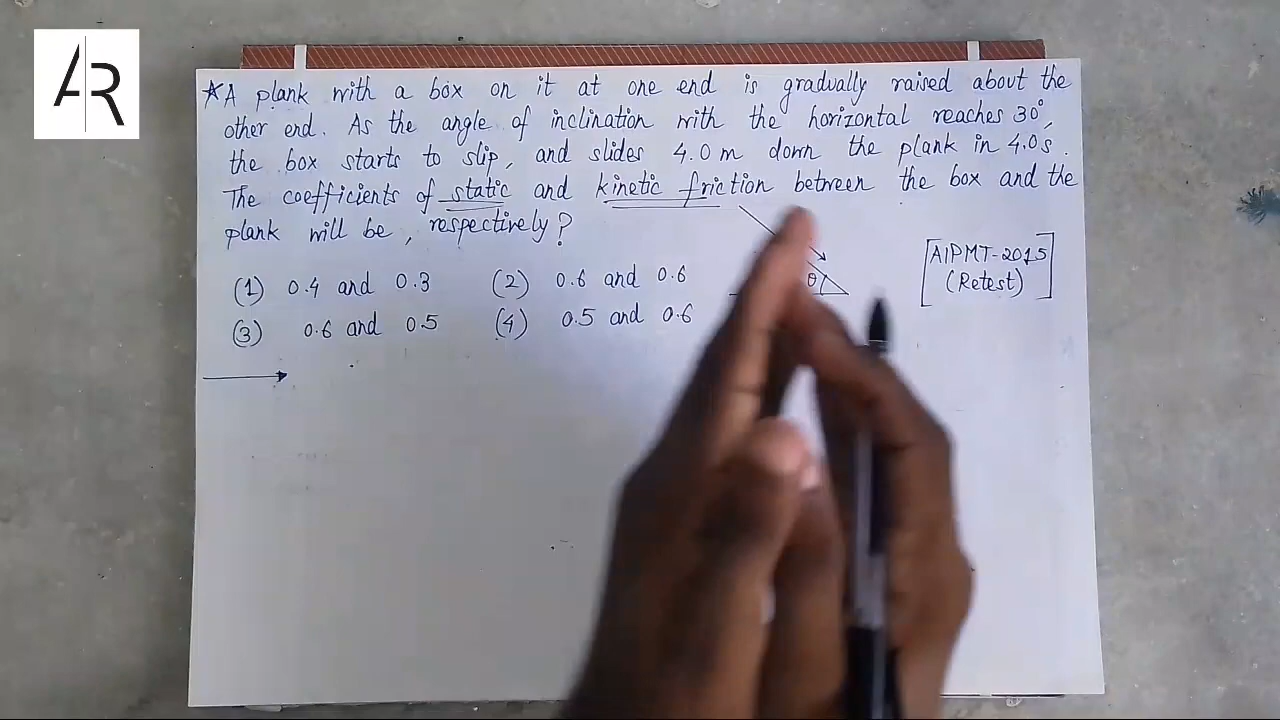 AR
*A plank with a box on it at one end is gradually raised about the
other end. As the angle of inclination with the horizontal reaches 30°,
the box starts to slip, and slides 4.0 m down the plank in 4.0s.
The coefficients of static and kinetic friction between the box and the
plank will be, respectively?
(1) 0.4 and 0.3 (2) 0.6 and 0.6
(3) 0.6 and 0.5 (4) 0.5 and 0.6
θ
[AIPMT-2015
(Retest)]